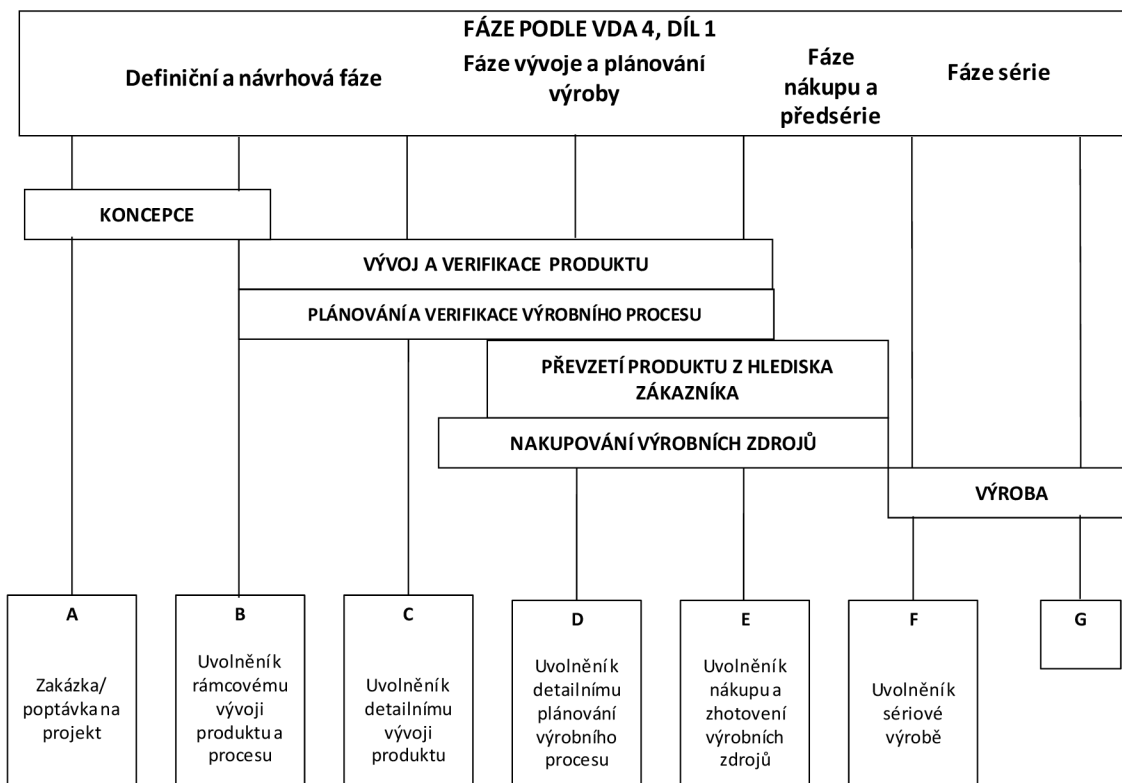 FÁZE PODLE VDA 4, DÍL 1
Definiční a návrhová fáze
Fáze vývoje a plánování
výroby
Fáze
nákupu a
předsérie
Fáze série
KONCEPCE
VÝVOJ A VERIFIKACE PRODUKTU
PLÁNOVÁNÍ A VERIFIKACE VÝROBNÍHO PROCESU
PŘEVZETÍ PRODUKTU Z HLEDISKA
ZÁKAZNÍKA
NAKUPOVÁNÍ VÝROBNÍCH ZDROJŮ
VÝROBA
A
Zakázka/
poptávka na
projekt
B
Uvolnění k
rámcovému
vývoji
produktu a
procesu
C
Uvolnění k
detailnímu
vývoji
produktu
D
Uvolnění k
detailnímu
plánování
výrobního
procesu
E
Uvolnění k
nákupu a
zhotovení
výrobních
zdrojů
F
Uvolnění k
sériové
výrobě
G